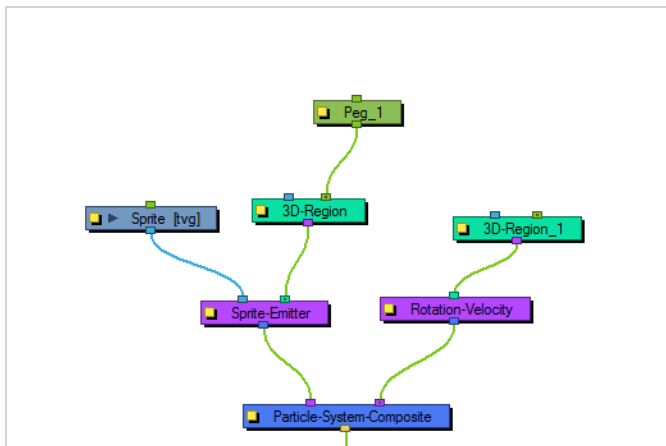 Peg_1
3D-Region
Sprite [tvg]
3D-Region_1
Sprite-Emitter
Rotation-Velocity
Particle-System-Composite